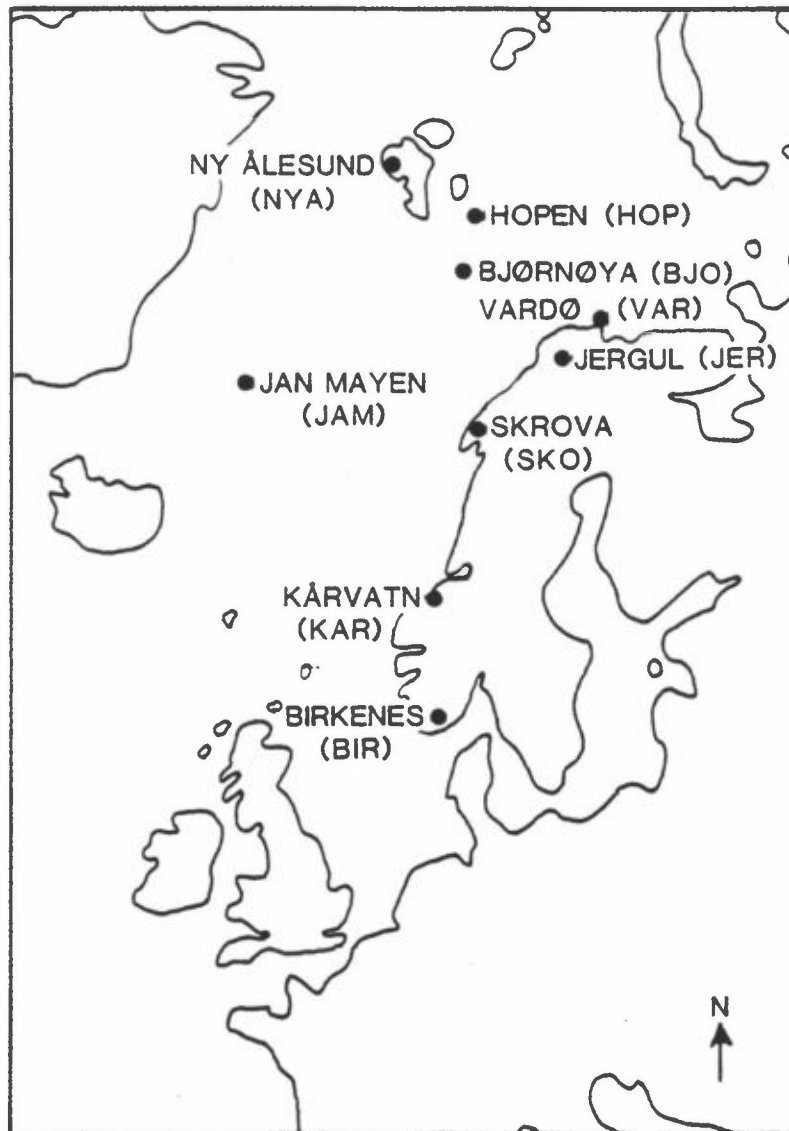 NY ÅLESUND
(NYA)
HOPEN (HOP)
BJØRNØYA (BJO)
VARDØ (VAR)
JERGUL (JER)
JAN MAYEN
(JAM)
SKROVA
(SKO)
KÅRVATN
(KAR)
BIRKENES
(BIR)
N